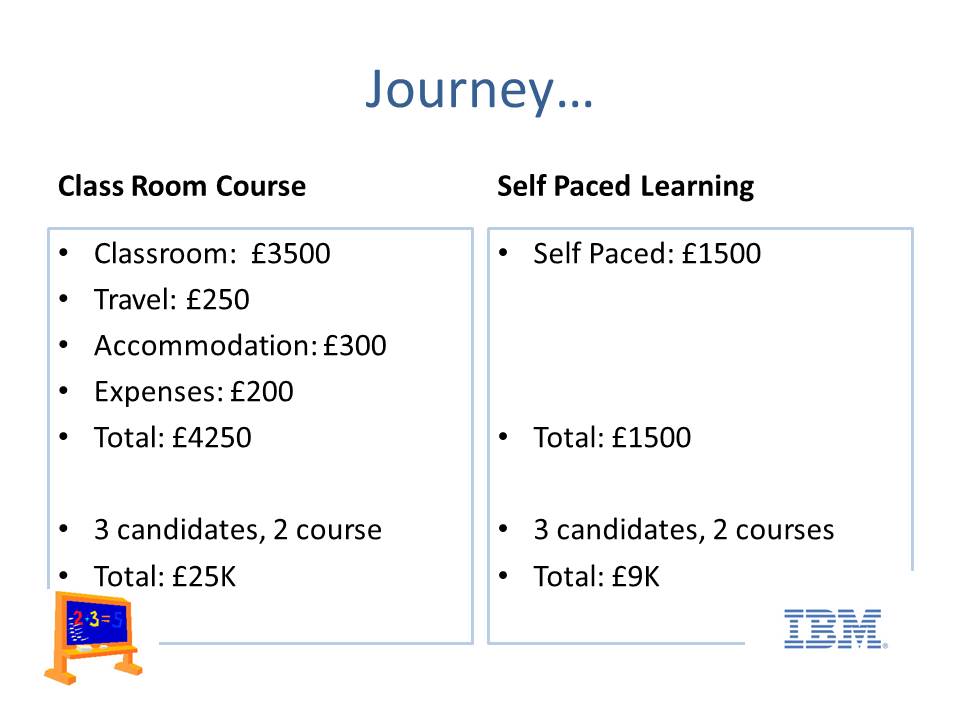 Journey…
Class Room Course
• Classroom:  £3500
• Travel: £250
• Accommodation: £300
• Expenses: £200
• Total: £4250
• 3 candidates, 2 course
• Total: £25K
Self Paced Learning
• Self Paced: £1500
• Total: £1500
• 3 candidates, 2 courses
• Total: £9K
2+3=5
IBM®